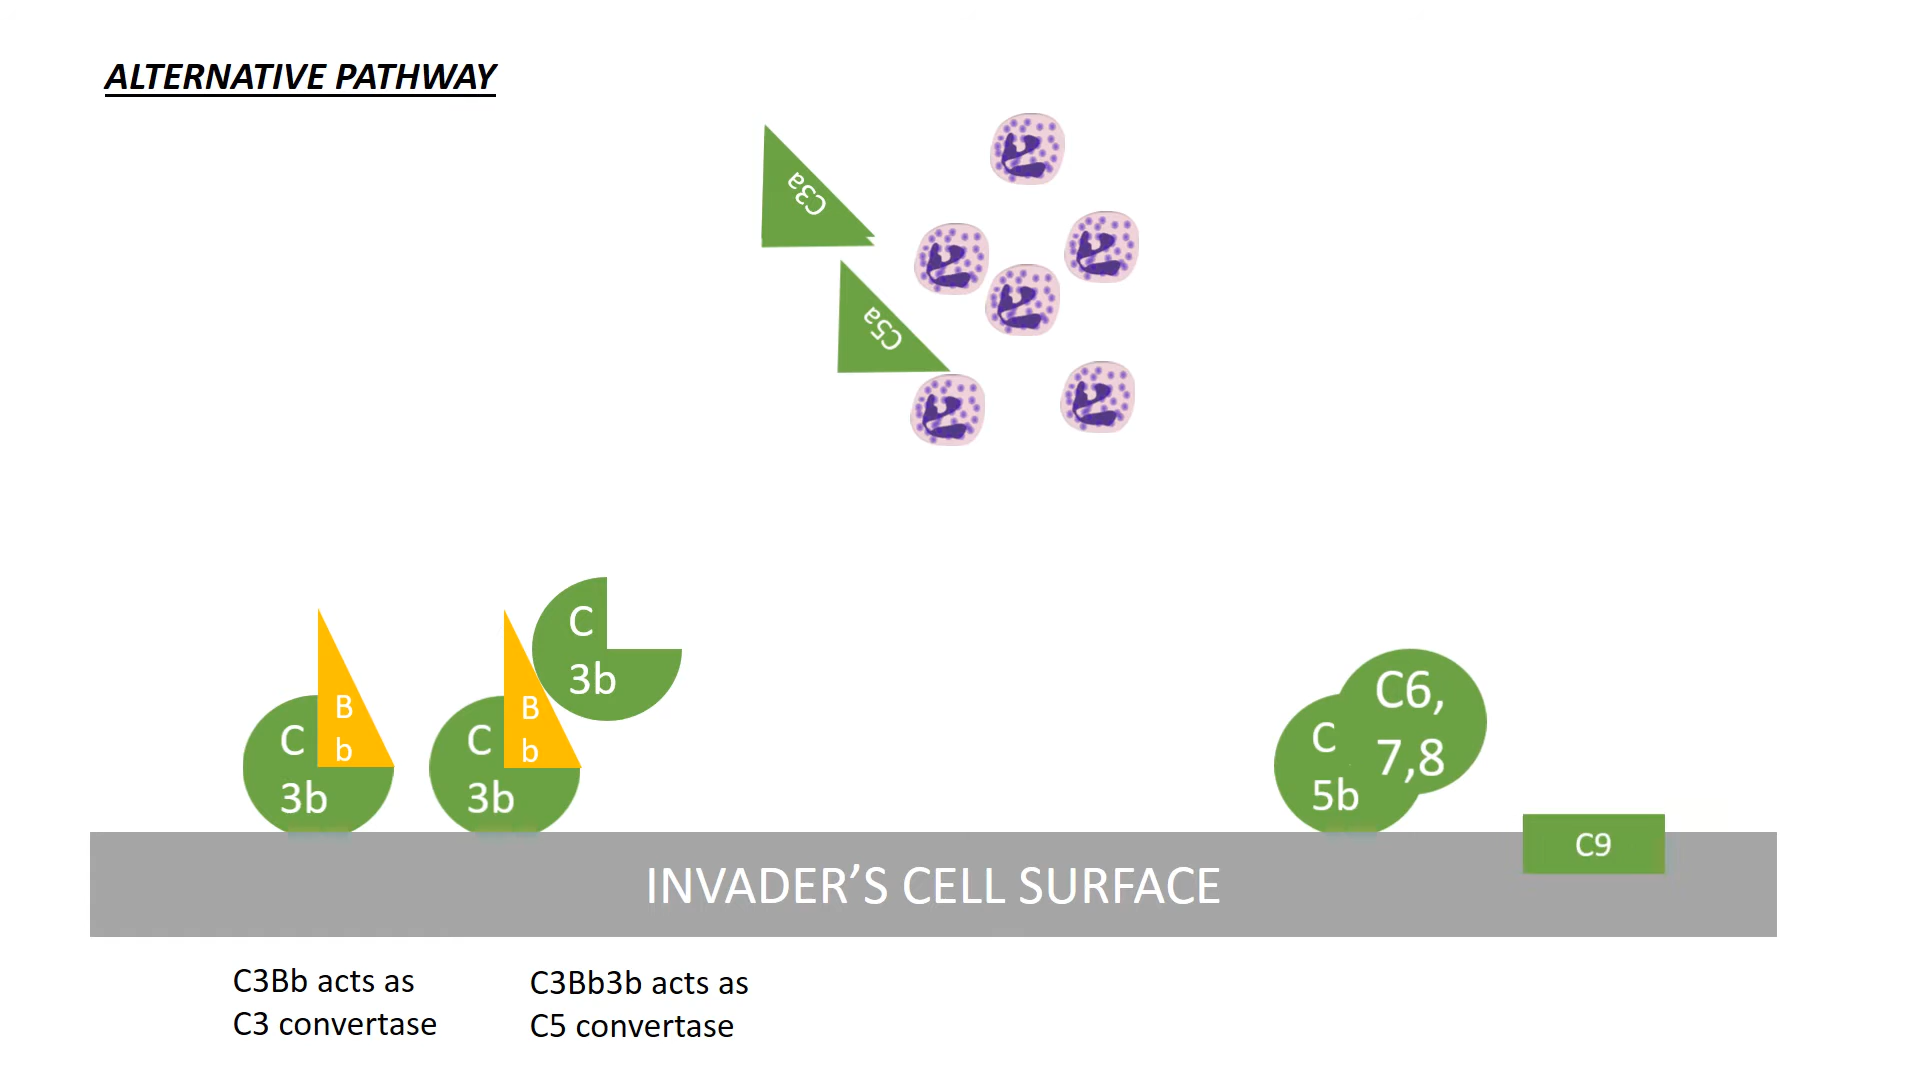 ALTERNATIVE PATHWAY
C3a
C5a
C
3b
B
b
C
3b
B
b
C
3b
C
5b
C6,
7,8
C9
INVADER’S CELL SURFACE
C3Bb acts as
C3 convertase
C3Bb3b acts as
C5 convertase